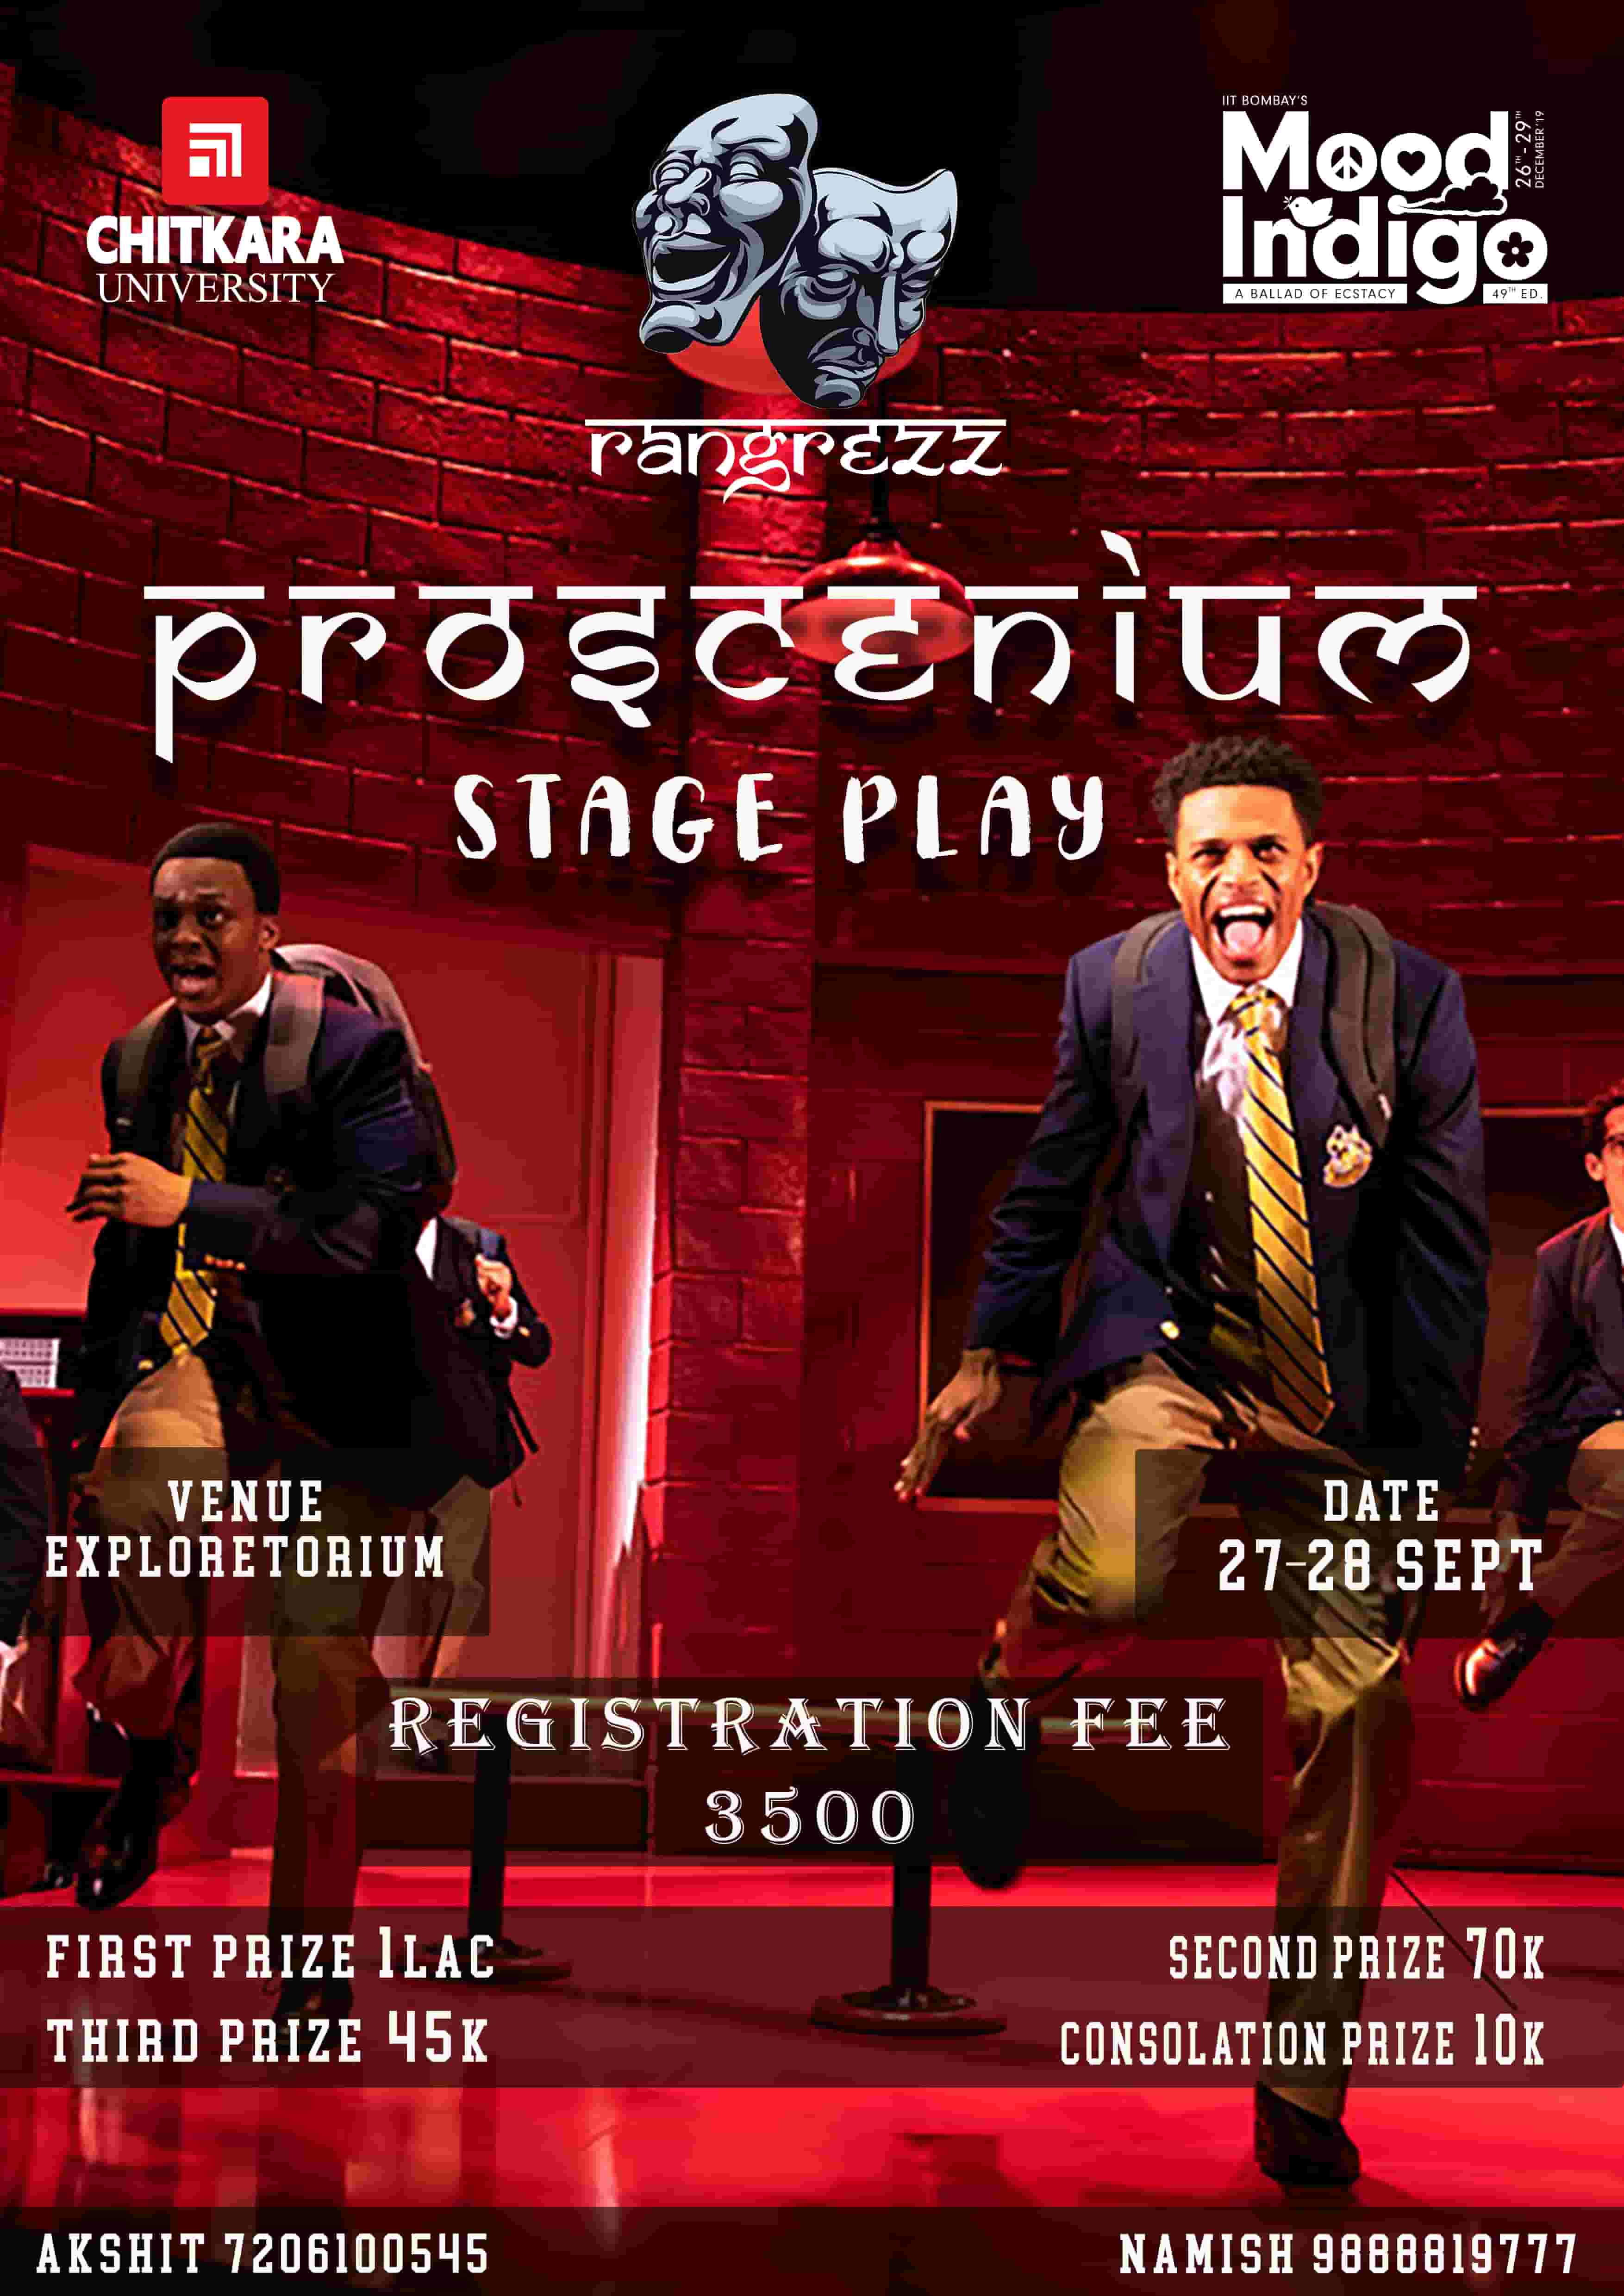 CHITKARA
UNIVERSITY
IIT BOMBAY'S
Mood
Indigo
26TH-29TH
DECEMBER'19
A BALLAD OF ECSTACY
49TH ED.
rangrezz
proscenium
STAGE PLAY
VENUE
EXPLORETORIUM
DATE
27-28 SEPT
REGISTRATION FEE
3500
FIRST PRIZE 1LAC
SECOND PRIZE 70K
THIRD PRIZE 45K
CONSOLATION PRIZE 10K
AKSHIT 7206100545
NAMISH 9888819777